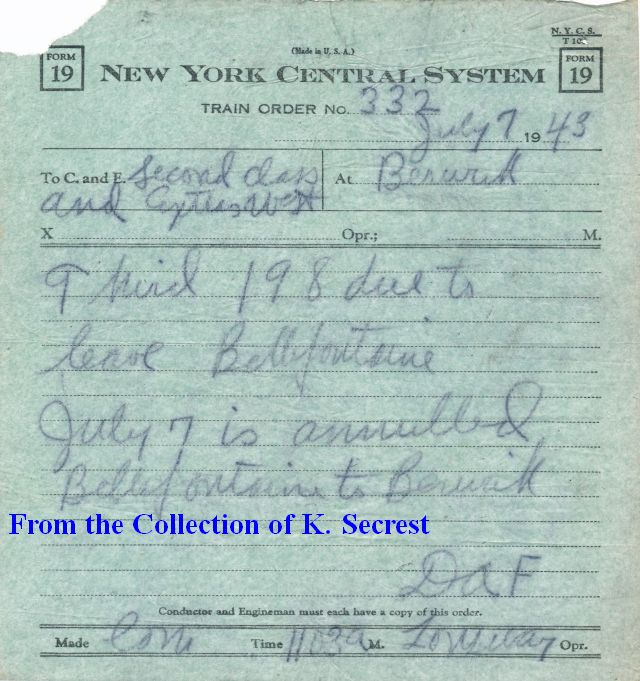 N. Y. C. S.
T 10
(Made in U. S. A.)
FORM 19
NEW YORK CENTRAL SYSTEM
FORM 19
TRAIN ORDER No. 332
July 7 1943
To C. and E. Second class At Berwick
and Extras West
X Opr.; M.
Third 198 due to
leave Bellefontaine
July 7 is annulled
Bellefontaine to Berwick
From the Collection of K. Secrest
DAF
Conductor and Engineman must each have a copy of this order.
Made Com Time 1103A M. Opr.